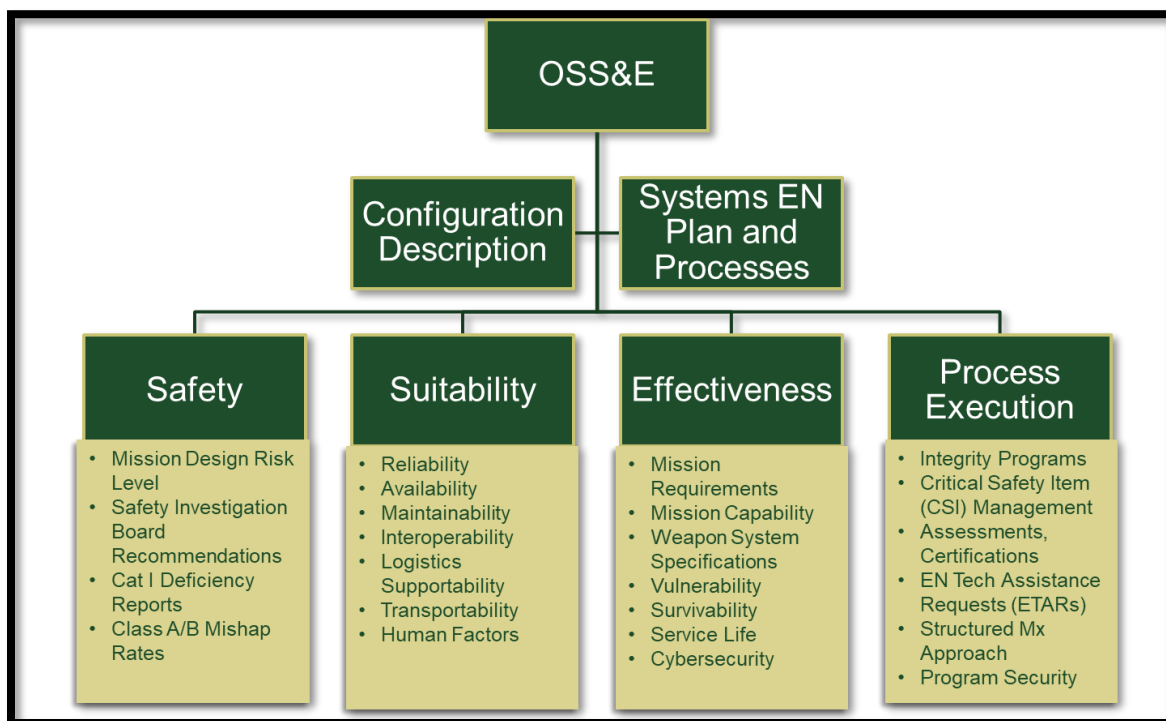 OSS&E
Configuration
Description
Systems EN
Plan and
Processes
Safety
• Mission Design Risk
Level
• Safety Investigation
Board
Recommendations
• Cat I Deficiency
Reports
• Class A/B Mishap
Rates
Suitability
• Reliability
• Availability
• Maintainability
• Interoperability
• Logistics
Supportability
• Transportability
• Human Factors
Effectiveness
• Mission
Requirements
• Mission Capability
• Weapon System
Specifications
• Vulnerability
• Survivability
• Service Life
• Cybersecurity
Process
Execution
• Integrity Programs
• Critical Safety Item
(CSI) Management
• Assessments,
Certifications
• EN Tech Assistance
Requests (ETARs)
• Structured Mx
Approach
• Program Security